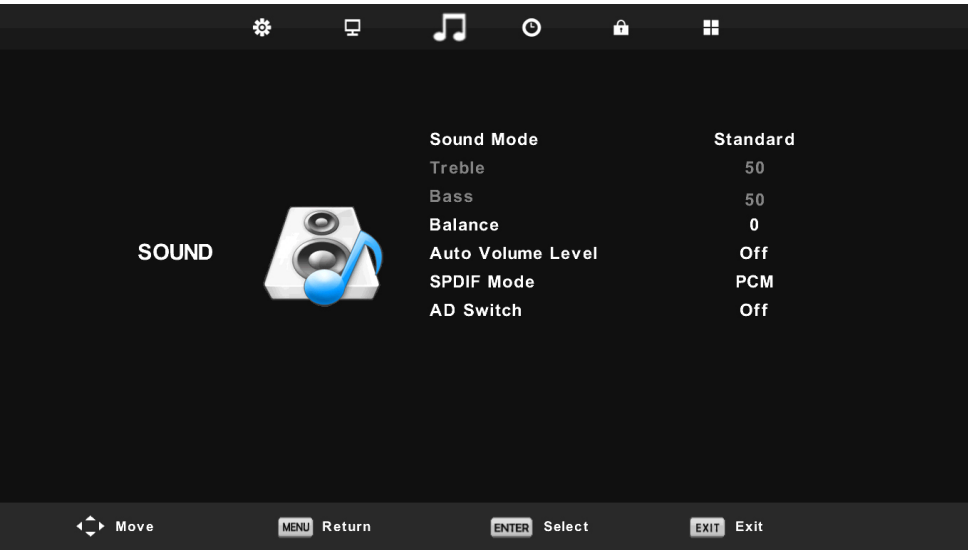 Sound Mode Standard
Treble 50
Bass 50
Balance 0
SOUND
Auto Volume Level Off
SPDIF Mode PCM
AD Switch Off
Move MENU Return ENTER Select EXIT Exit